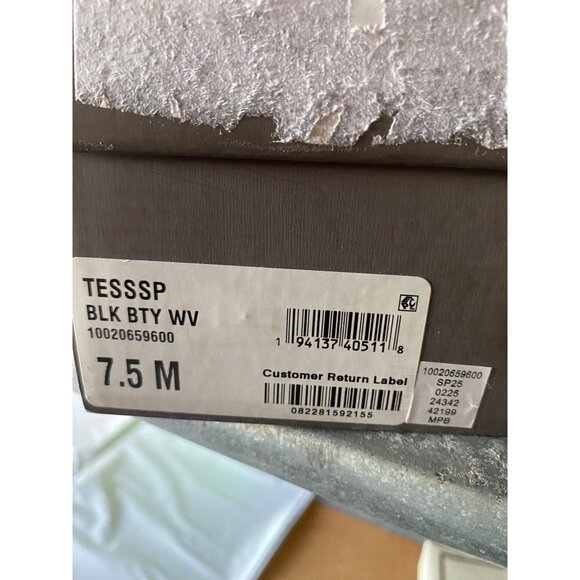 TESSSP
BLK BTY WV
10020659600
7.5 M
1 94137 40511 8
Customer Return Label
082281592155
10020659600
SP25
0225
24342
42199
MPB